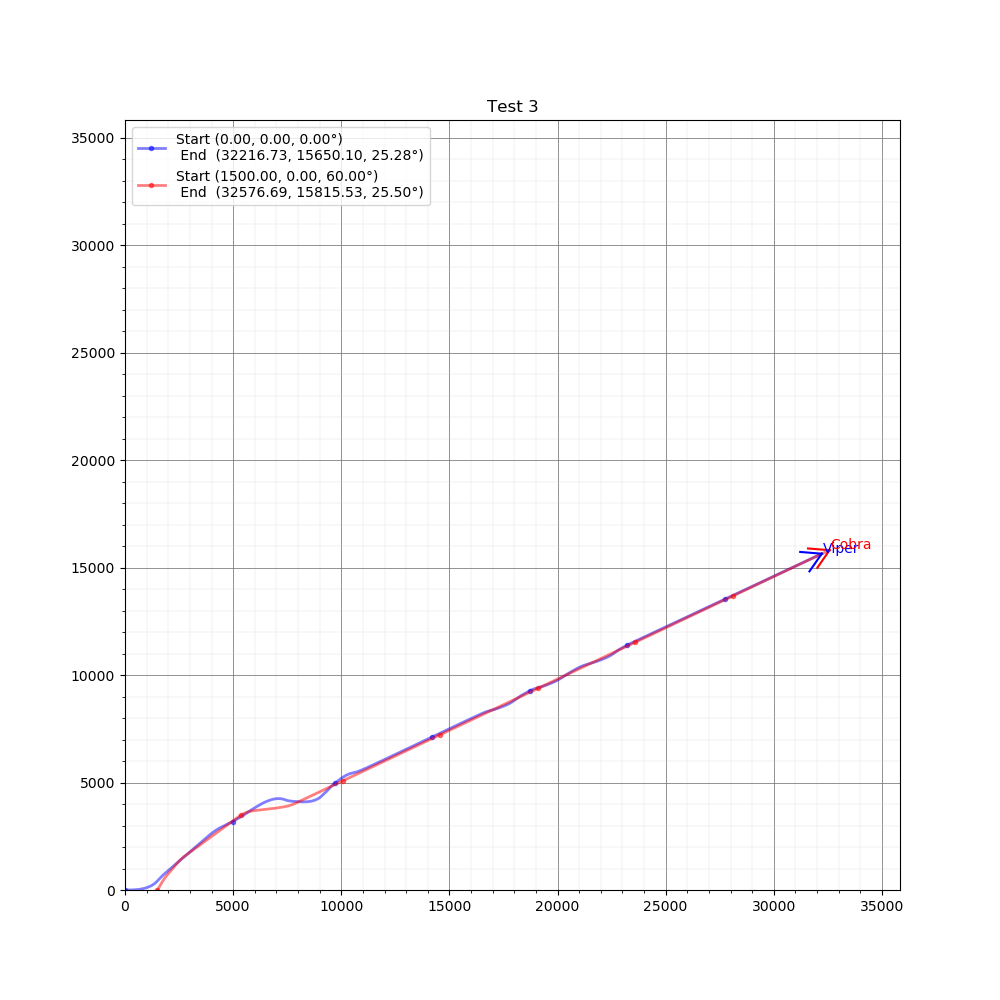 Test 3
Start (0.00, 0.00, 0.00°)
End  (32216.73, 15650.10, 25.28°)
Start (1500.00, 0.00, 60.00°)
End  (32576.69, 15815.53, 25.50°)
35000
30000
25000
20000
15000
10000
5000
0
Cobra
Viper
0 5000 10000 15000 20000 25000 30000 35000